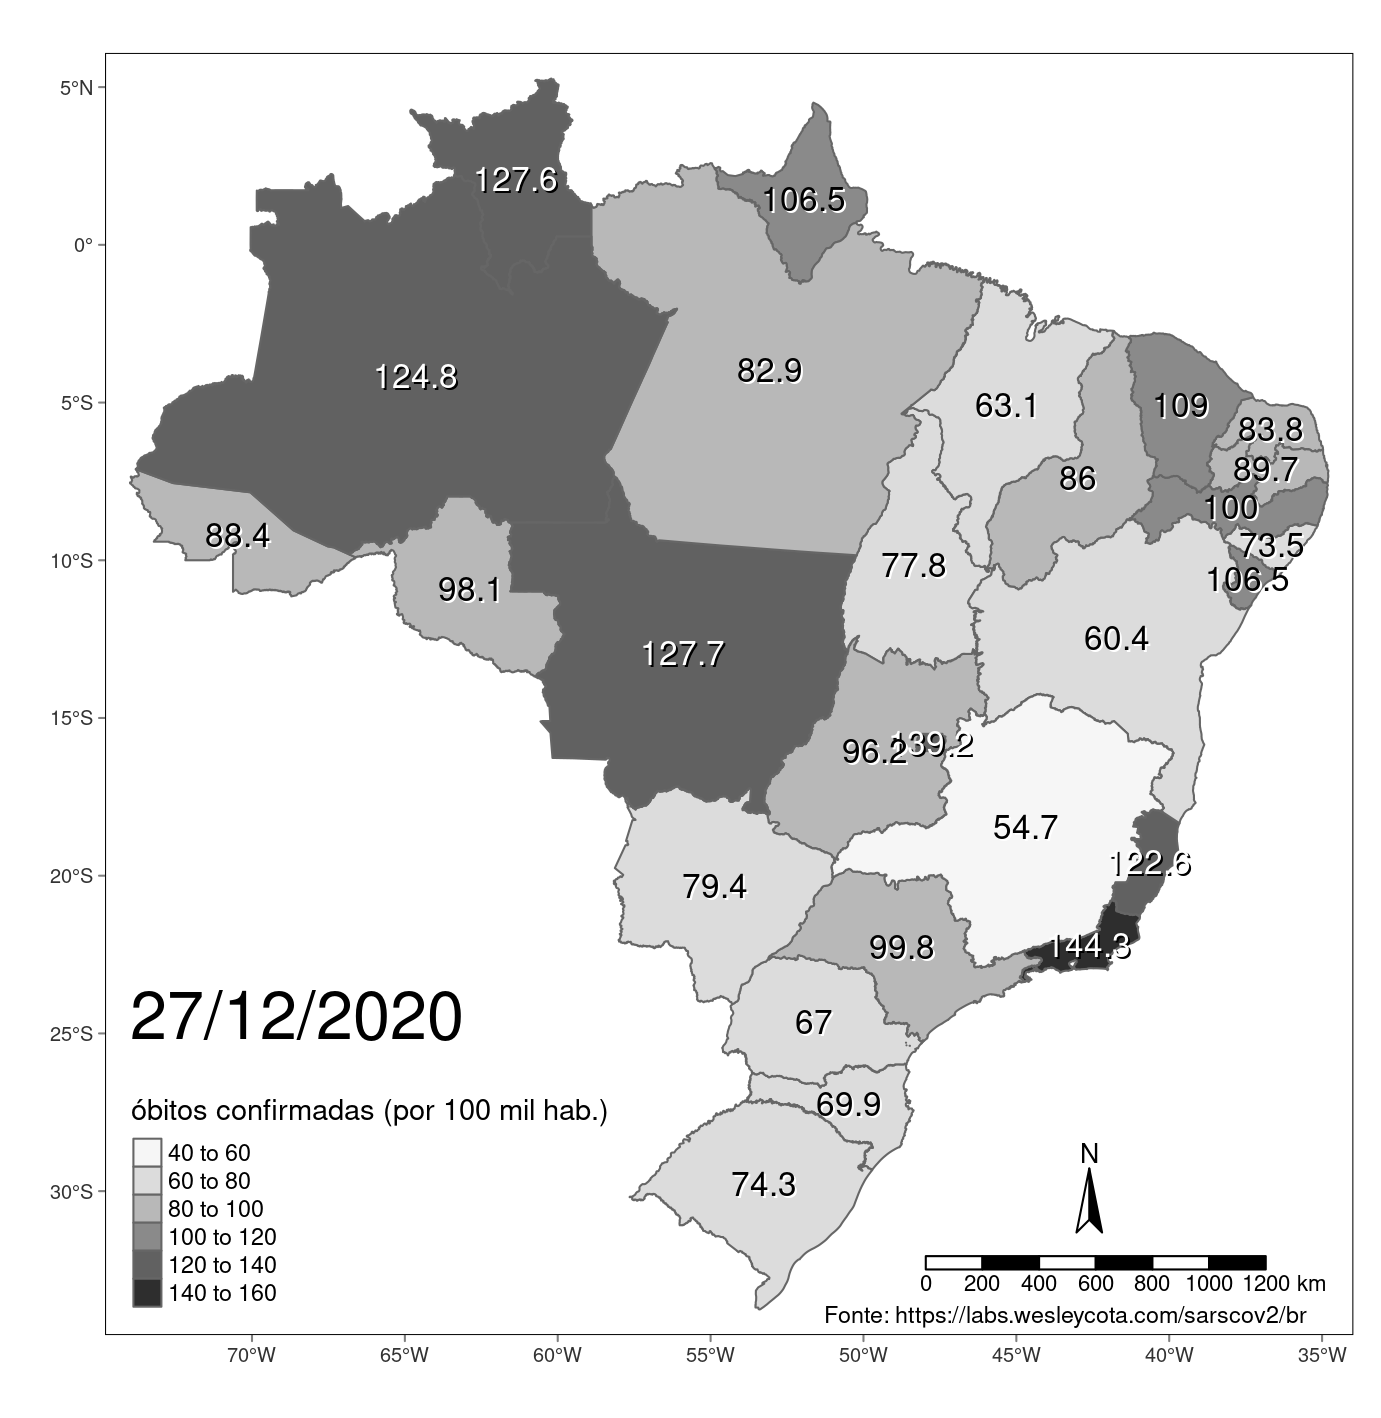 5°N
0°
5°S
10°S
15°S
20°S
25°S
30°S
127.6
106.5
124.8
82.9
63.1
109
83.8
89.7
86
100
88.4
73.5
98.1
77.8
106.5
127.7
60.4
96.2
139.2
54.7
122.6
79.4
99.8
144.3
67
69.9
74.3
27/12/2020
óbitos confirmadas (por 100 mil hab.)
40 to 60
60 to 80
80 to 100
100 to 120
120 to 140
140 to 160
N
0 200 400 600 800 1000 1200 km
Fonte: https://labs.wesleycota.com/sarscov2/br
70°W 65°W 60°W 55°W 50°W 45°W 40°W 35°W